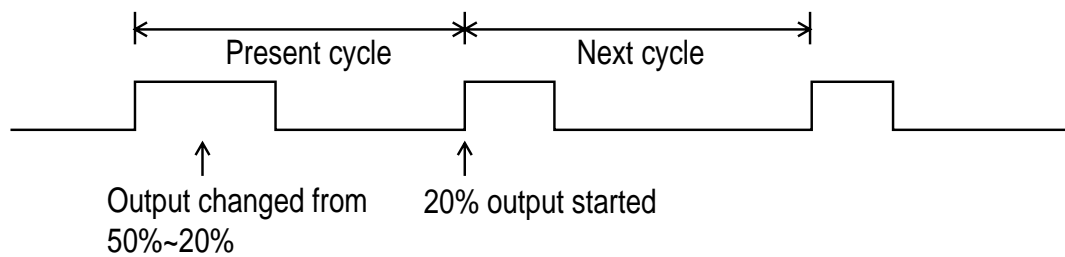 Present cycle
Next cycle
Output changed from
50%~20%
20% output started